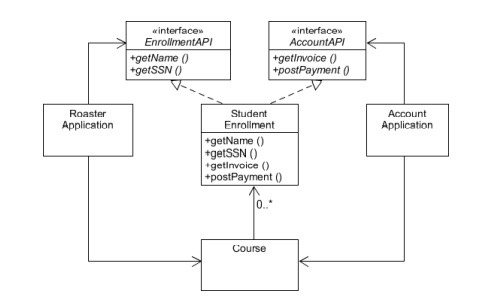 «interface»
EnrollmentAPI
+getName ()
+getSSN ()
«interface»
AccountAPI
+getInvoice ()
+postPayment ()
Roaster
Application
Student
Enrollment
+getName ()
+getSSN ()
+getInvoice ()
+postPayment ()
Account
Application
0..*
Course